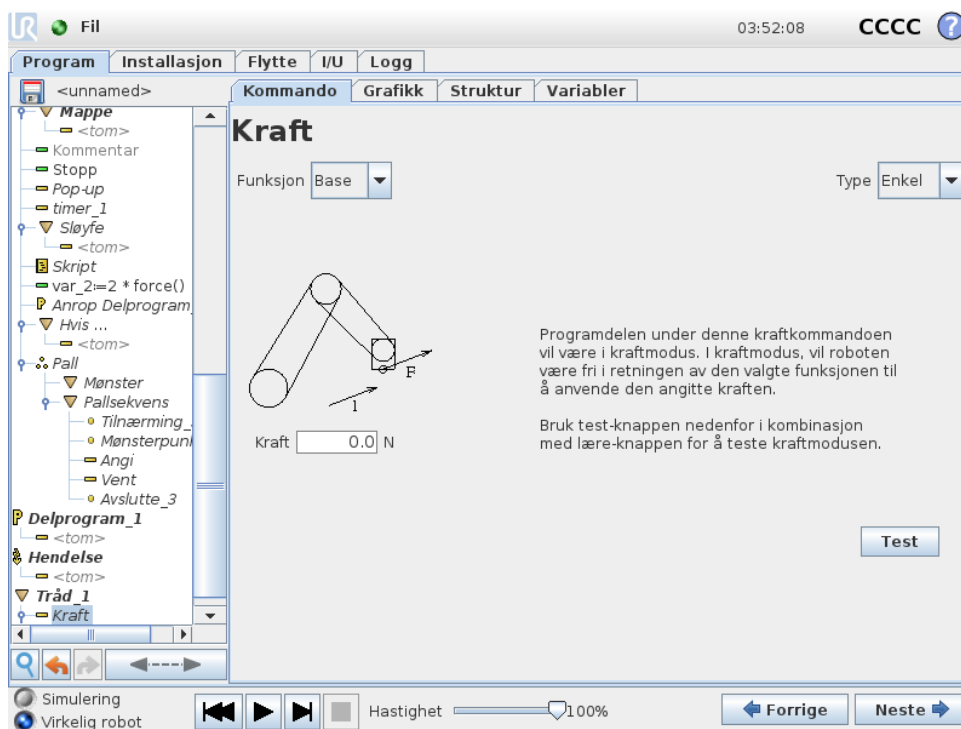 UR Fil 03:52:08 CCCC ?
Program Installasjon Flytte I/U Logg
<unnamed>
Kommando Grafikk Struktur Variabler
Mappe
<tom>
Kommentar
Stopp
Pop-up
timer_1
Sløyfe
<tom>
Skript
var_2:=2 * force()
P Anrop Delprogram_
Hvis ...
<tom>
Pall
Mønster
Pallsekvens
Tilnærming_
Mønsterpunl
Angi
Vent
Avslutte_3
P Delprogram_1
<tom>
Hendelse
<tom>
Tråd_1
Kraft
Kraft
Funksjon Base
Type Enkel
F
1
Kraft 0.0 N
Programdelen under denne kraftkommandoen
vil være i kraftmodus. I kraftmodus, vil roboten
være fri i retningen av den valgte funksjonen til
å anvende den angitte kraften.
Bruk test-knappen nedenfor i kombinasjon
med lære-knappen for å teste kraftmodusen.
Test
Simulering
Virkelig robot
Hastighet 100%
Forrige
Neste